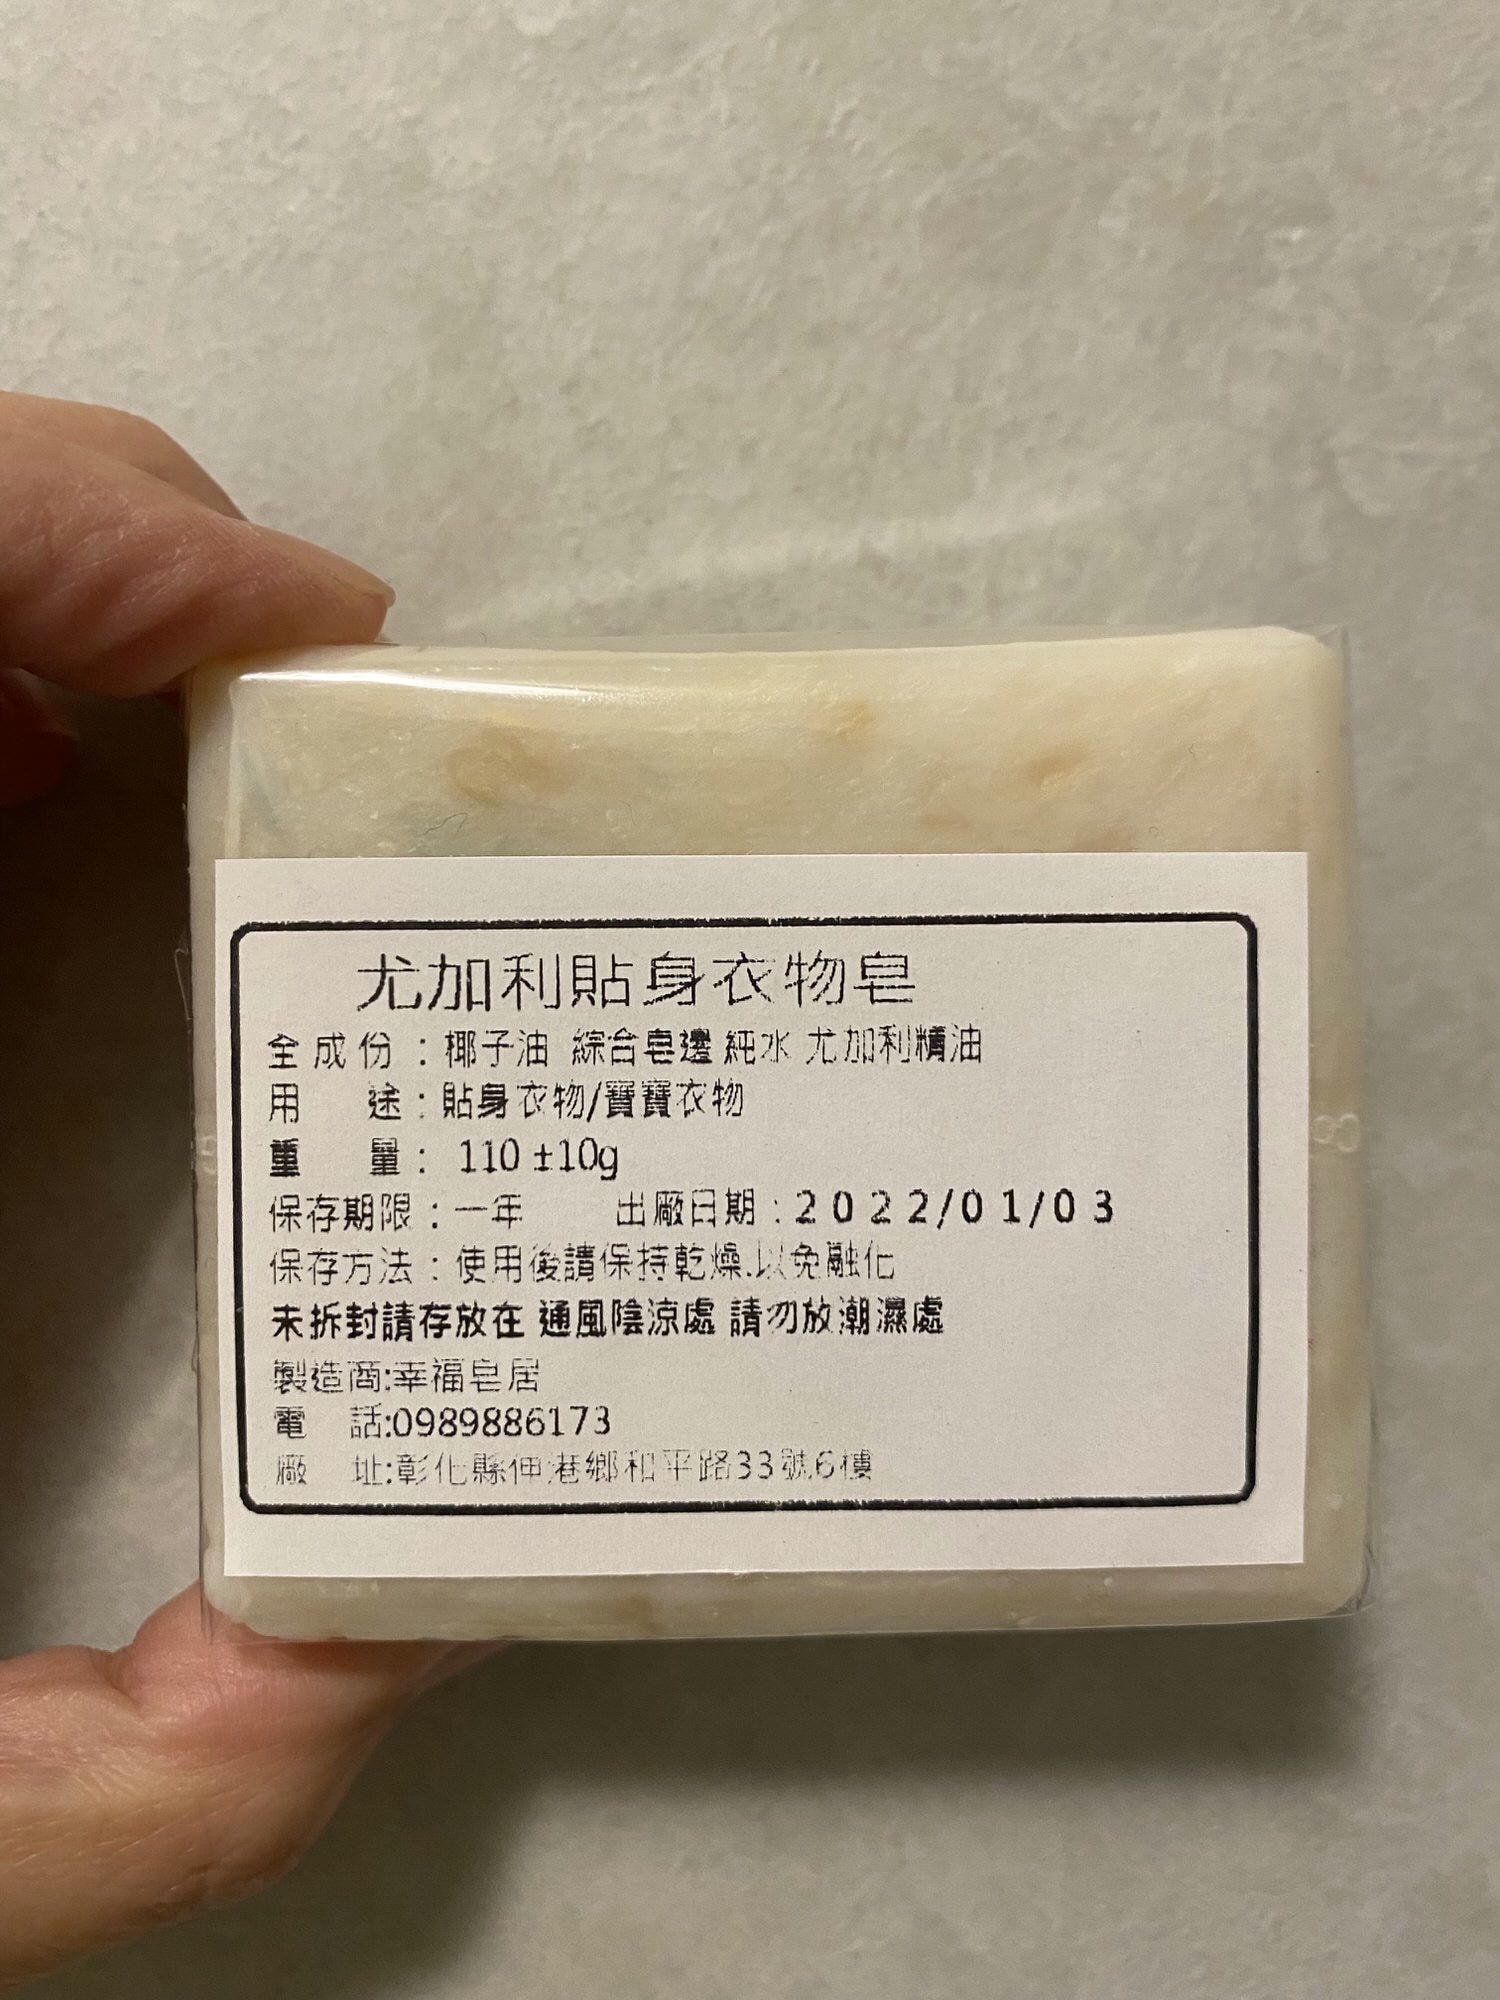 尤加利貼身衣物皂
全成份：椰子油 綜合皂邊 純水 尤加利精油
用 途：貼身衣物/寶寶衣物
重 量： 110 ±10g
保存期限：一年 出廠日期：2022/01/03
保存方法：使用後請保持乾燥.以免融化
未拆封請存放在 通風陰涼處 請勿放潮濕處
製造商:幸福皂居
電 話:0989886173
廠 址:彰化縣伸港鄉和平路33號6樓